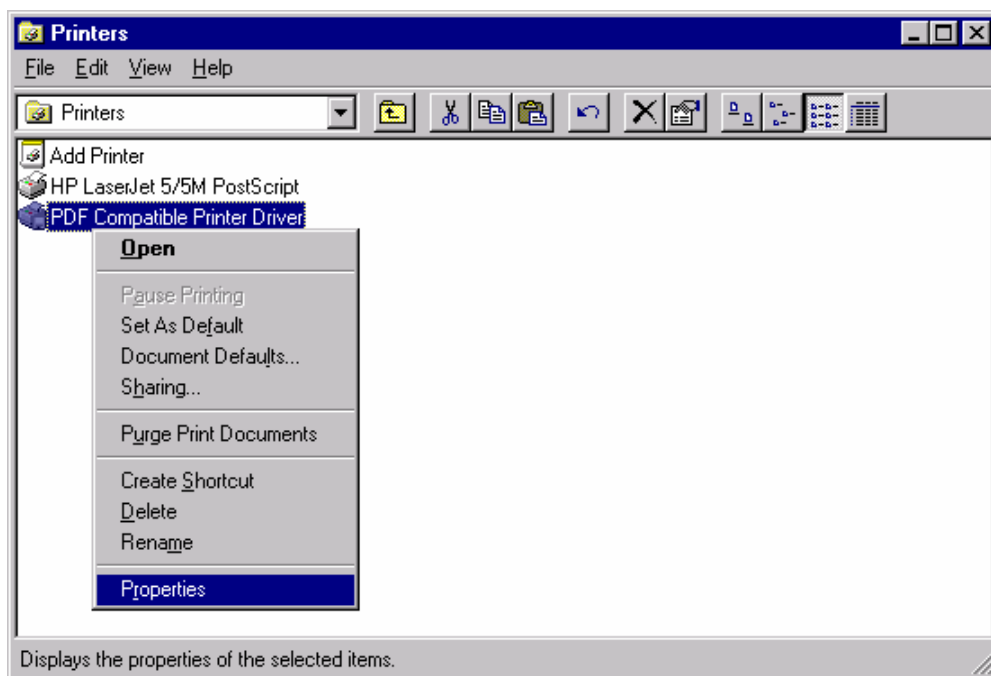 Printers
File Edit View Help
Printers
Add Printer
HP LaserJet 5/5M PostScript
PDF Compatible Printer Driver
Open
Pause Printing
Set As Default
Document Defaults...
Sharing...
Purge Print Documents
Create Shortcut
Delete
Rename
Properties
Displays the properties of the selected items.